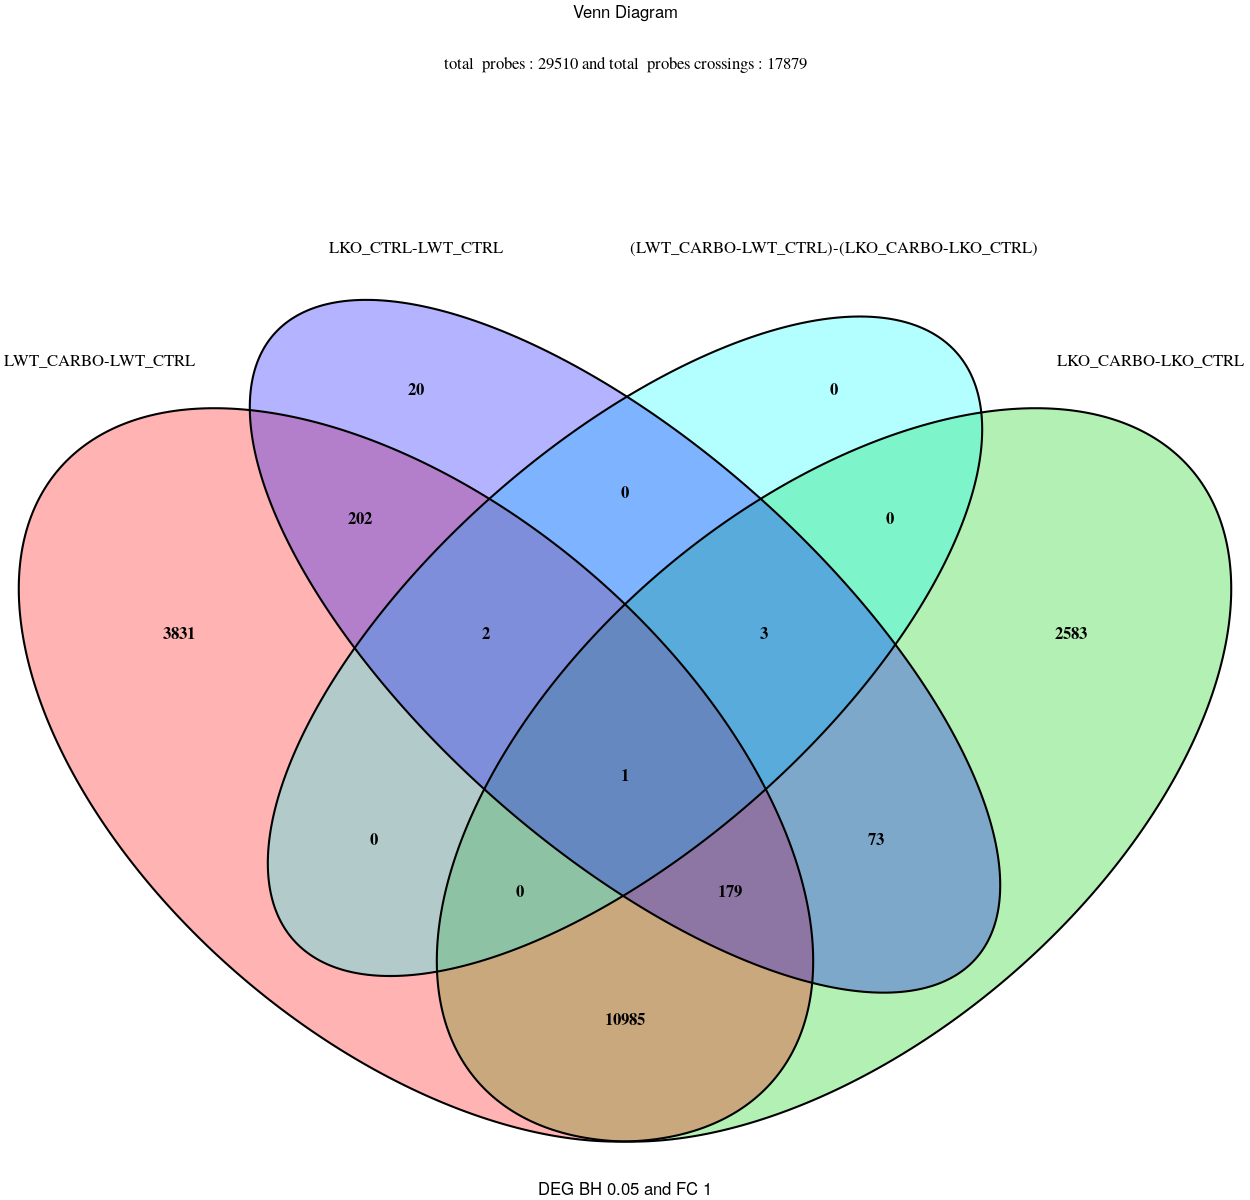 Venn Diagram
total  probes : 29510 and total  probes crossings : 17879
LKO_CTRL-LWT_CTRL
(LWT_CARBO-LWT_CTRL)-(LKO_CARBO-LKO_CTRL)
LWT_CARBO-LWT_CTRL
LKO_CARBO-LKO_CTRL
20
0
0
202
0
3831
2
3
2583
1
0
73
0
179
10985
DEG BH 0.05 and FC 1